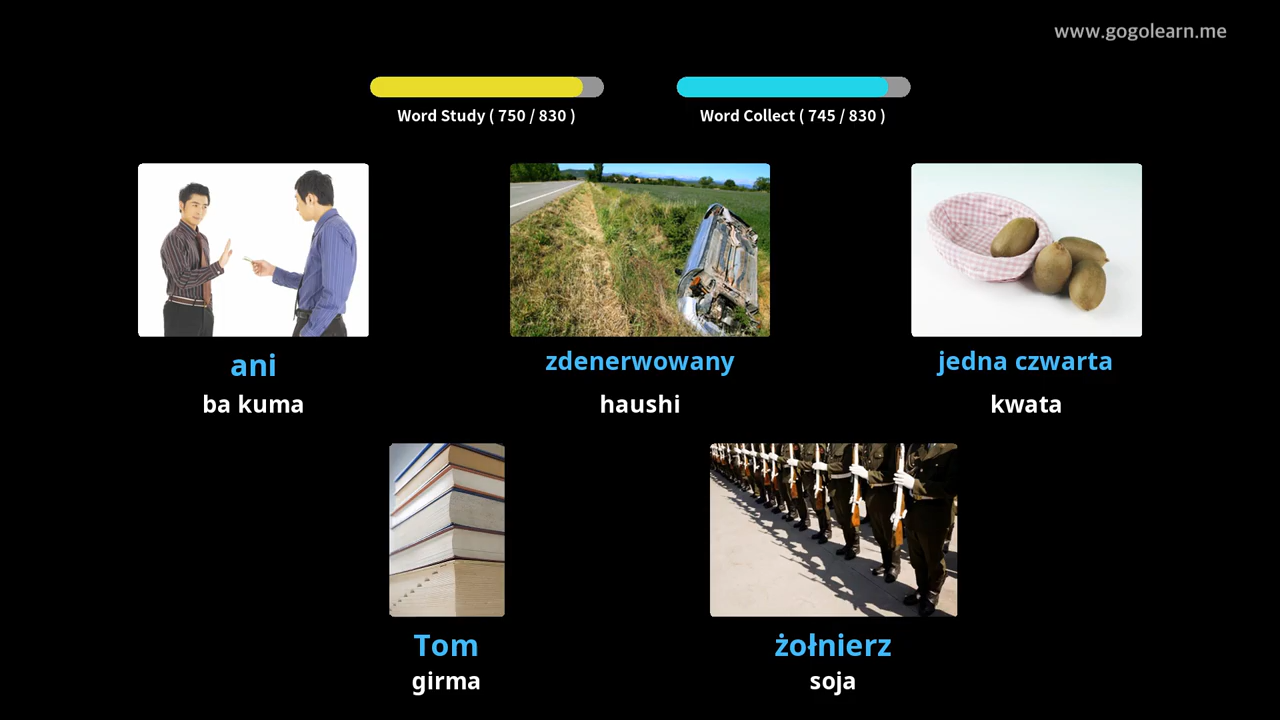 www.gogolearn.me
Word Study ( 750 / 830 )
Word Collect ( 745 / 830 )
ani
ba kuma
zdenerwowany
haushi
jedna czwarta
kwata
Tom
girma
żołnierz
soja